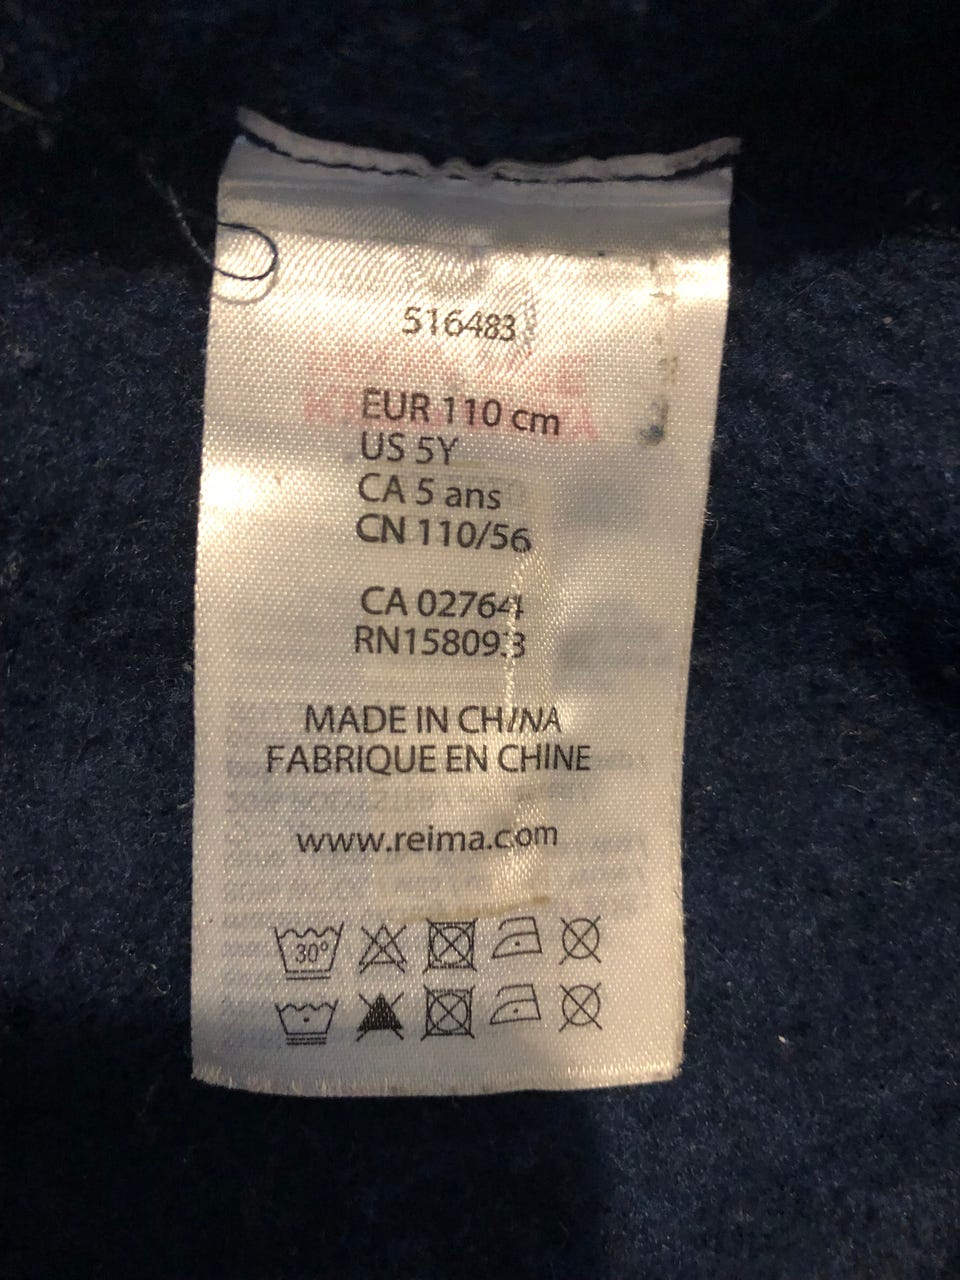 516483
EUR 110 cm
US 5Y
CA 5 ans
CN 110/56
CA 02764
RN158093
MADE IN CHINA
FABRIQUE EN CHINE
www.reima.com
30°